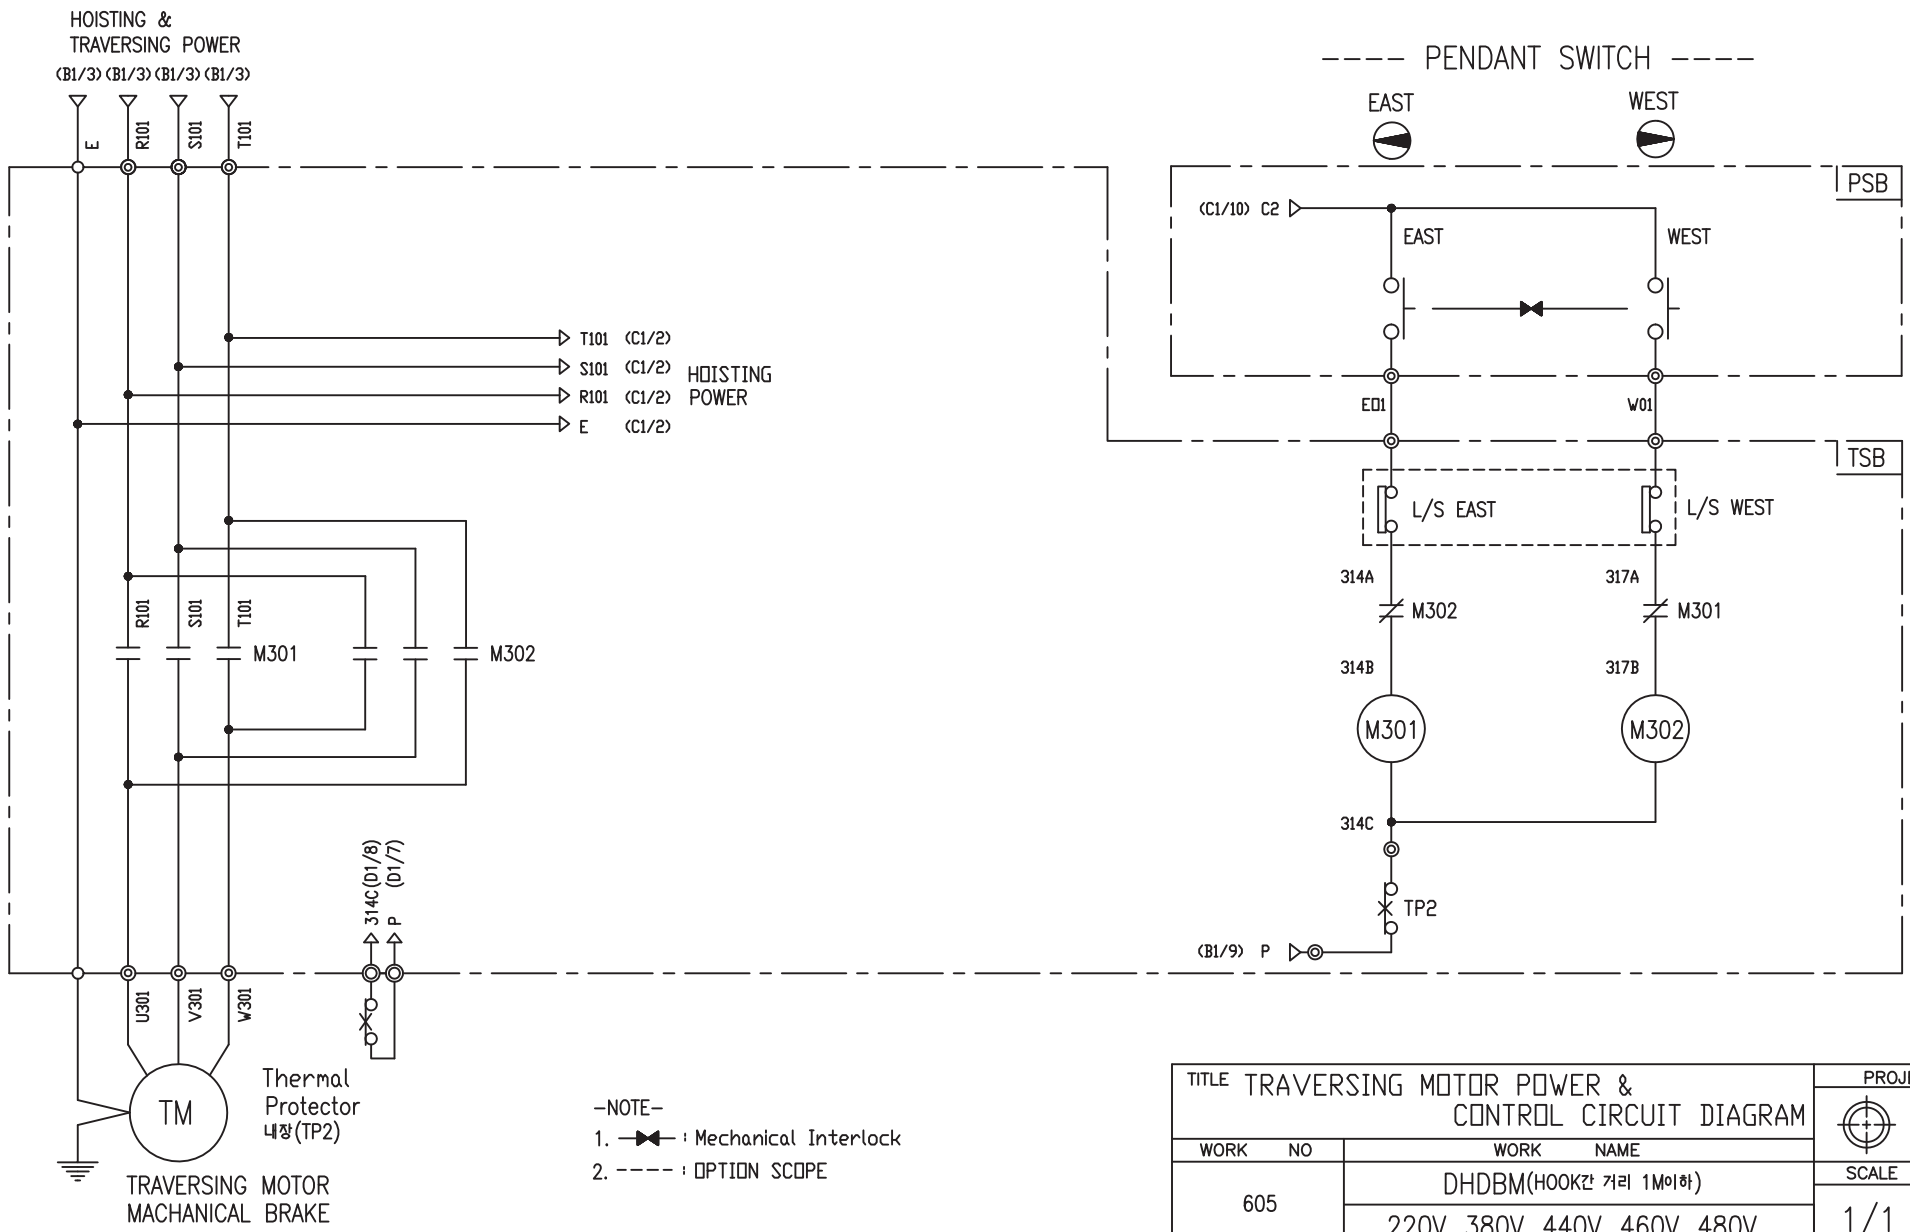 HOISTING &
TRAVERSING POWER
(B1/3) (B1/3) (B1/3) (B1/3)
E
R101
S101
T101
---- PENDANT SWITCH ----
EAST
WEST
PSB
(C1/10) C2
EAST
WEST
T101 (C1/2)
S101 (C1/2)
R101 (C1/2)
E (C1/2)
HOISTING
POWER
E01
W01
TSB
L/S EAST
L/S WEST
314A
317A
M302
M301
314B
317B
M301
M302
314C
TP2
(B1/9) P
R101
S101
T101
M301
M302
314C(D1/8)
P (D1/7)
U301
V301
W301
TM
Thermal
Protector
내장(TP2)
TRAVERSING MOTOR
MACHANICAL BRAKE
-NOTE-
1. : Mechanical Interlock
2. ---- : OPTION SCOPE
TITLE TRAVERSING MOTOR POWER &
CONTROL CIRCUIT DIAGRAM
PROJE
WORK NO
WORK NAME
SCALE
605
DHDBM(HOOK간 거리 1M이하)
220V, 380V, 440V, 460V, 480V
1/1